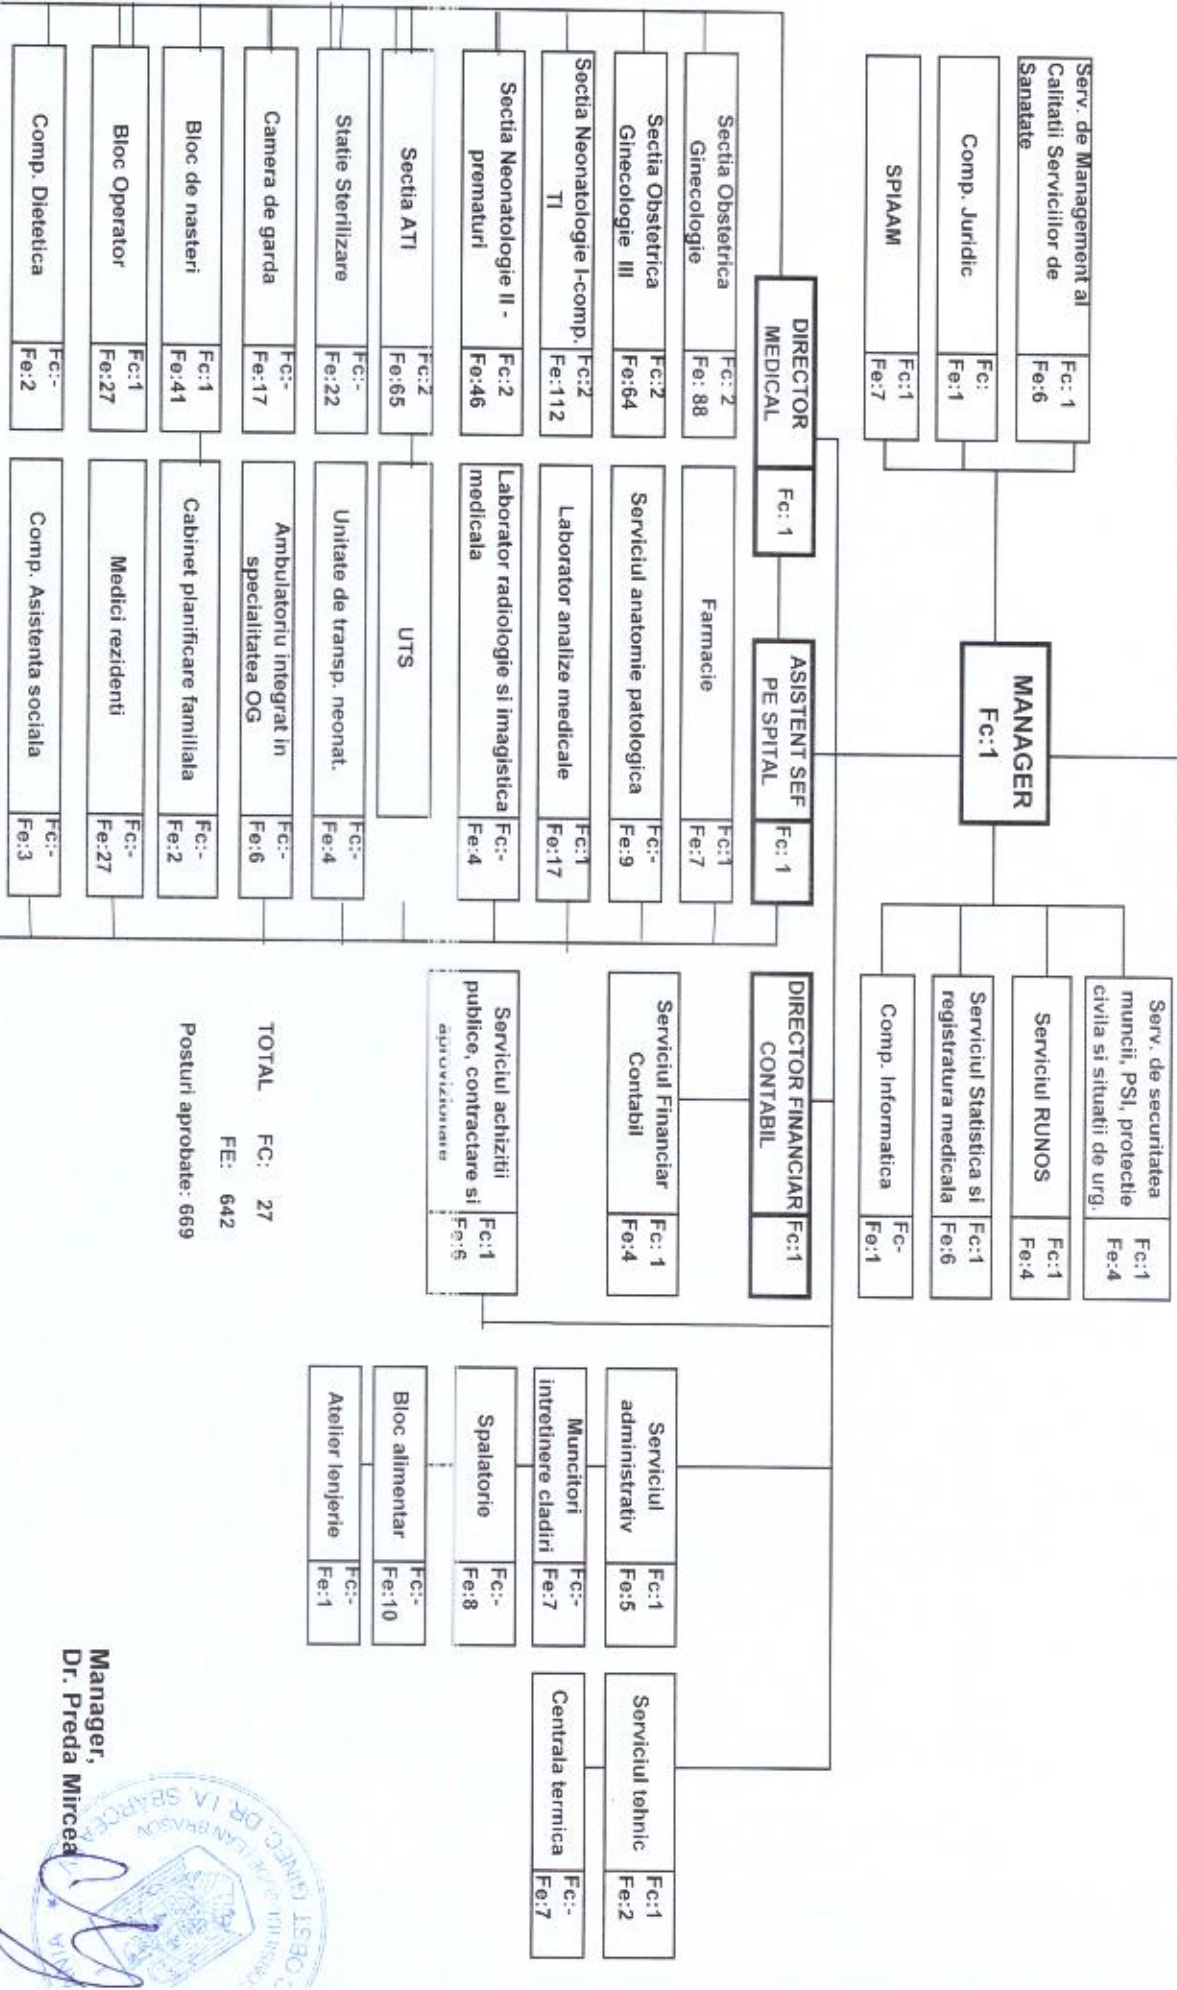 MANAGER
Fc:1
Serv. de Management al
Calitatii Serviciilor de
Sanatate
Fc: 1
Fe:6
Comp. Juridic
Fc:
Fe:1
SPIAAM
Fc:1
Fe:7
Serv. de securitatea
muncii, PSI, protectie
civila si situatii de urg.
Fc:1
Fe:4
Serviciul RUNOS
Fc:1
Fe:4
Serviciul Statistica si
registratura medicala
Fc:1
Fe:6
Comp. Informatica
Fc-
Fe:1
DIRECTOR
MEDICAL
Fc: 1
ASISTENT SEF
PE SPITAL
Fc: 1
DIRECTOR FINANCIAR
CONTABIL
Fc:1
Sectia Obstetrica
Ginecologie
Fc: 2
Fe: 88
Farmacie
Fc:1
Fe:7
Sectia Obstetrica
Ginecologie III
Fc:2
Fe:64
Serviciul anatomie patologica
Fc:-
Fe:9
Serviciul Financiar
Contabil
Fc: 1
Fe:4
Serviciul
administrativ
Fc:1
Fe:5
Serviciul tehnic
Fc:1
Fe:2
Sectia Neonatologie I-comp.
TI
Fc:2
Fe:112
Laborator analize medicale
Fc:1
Fe:17
Muncitori
intretinere cladiri
Fc:-
Fe:7
Centrala termica
Fc:-
Fe:7
Sectia Neonatologie II -
prematuri
Fc:2
Fe:46
Laborator radiologie si imagistica
medicala
Fc:-
Fe:4
Serviciul achizitii
publice, contractare si
aprovizionare
Fc:1
Fe:6
Spalatorie
Fc:-
Fe:8
Sectia ATI
Fc:2
Fe:65
UTS
Bloc alimentar
Fc:-
Fe:10
Statie Sterilizare
Fc:-
Fe:22
Unitate de transp. neonat.
Fc:-
Fe:4
Atelier lenjerie
Fc:-
Fe:1
Camera de garda
Fc:-
Fe:17
Ambulatoriu integrat in
specialitatea OG
Fc:-
Fe:6
Bloc de nasteri
Fc:1
Fe:41
Cabinet planificare familiala
Fc:-
Fe:2
Bloc Operator
Fc:1
Fe:27
Medici rezidenti
Fc:-
Fe:27
Comp. Dietetica
Fc:-
Fe:2
Comp. Asistenta sociala
Fc:-
Fe:3
TOTAL FC: 27
FE: 642
Posturi aprobate: 669
Manager,
Dr. Preda Mircea
OBST. GINEC. DR. I.A. SBARCEA